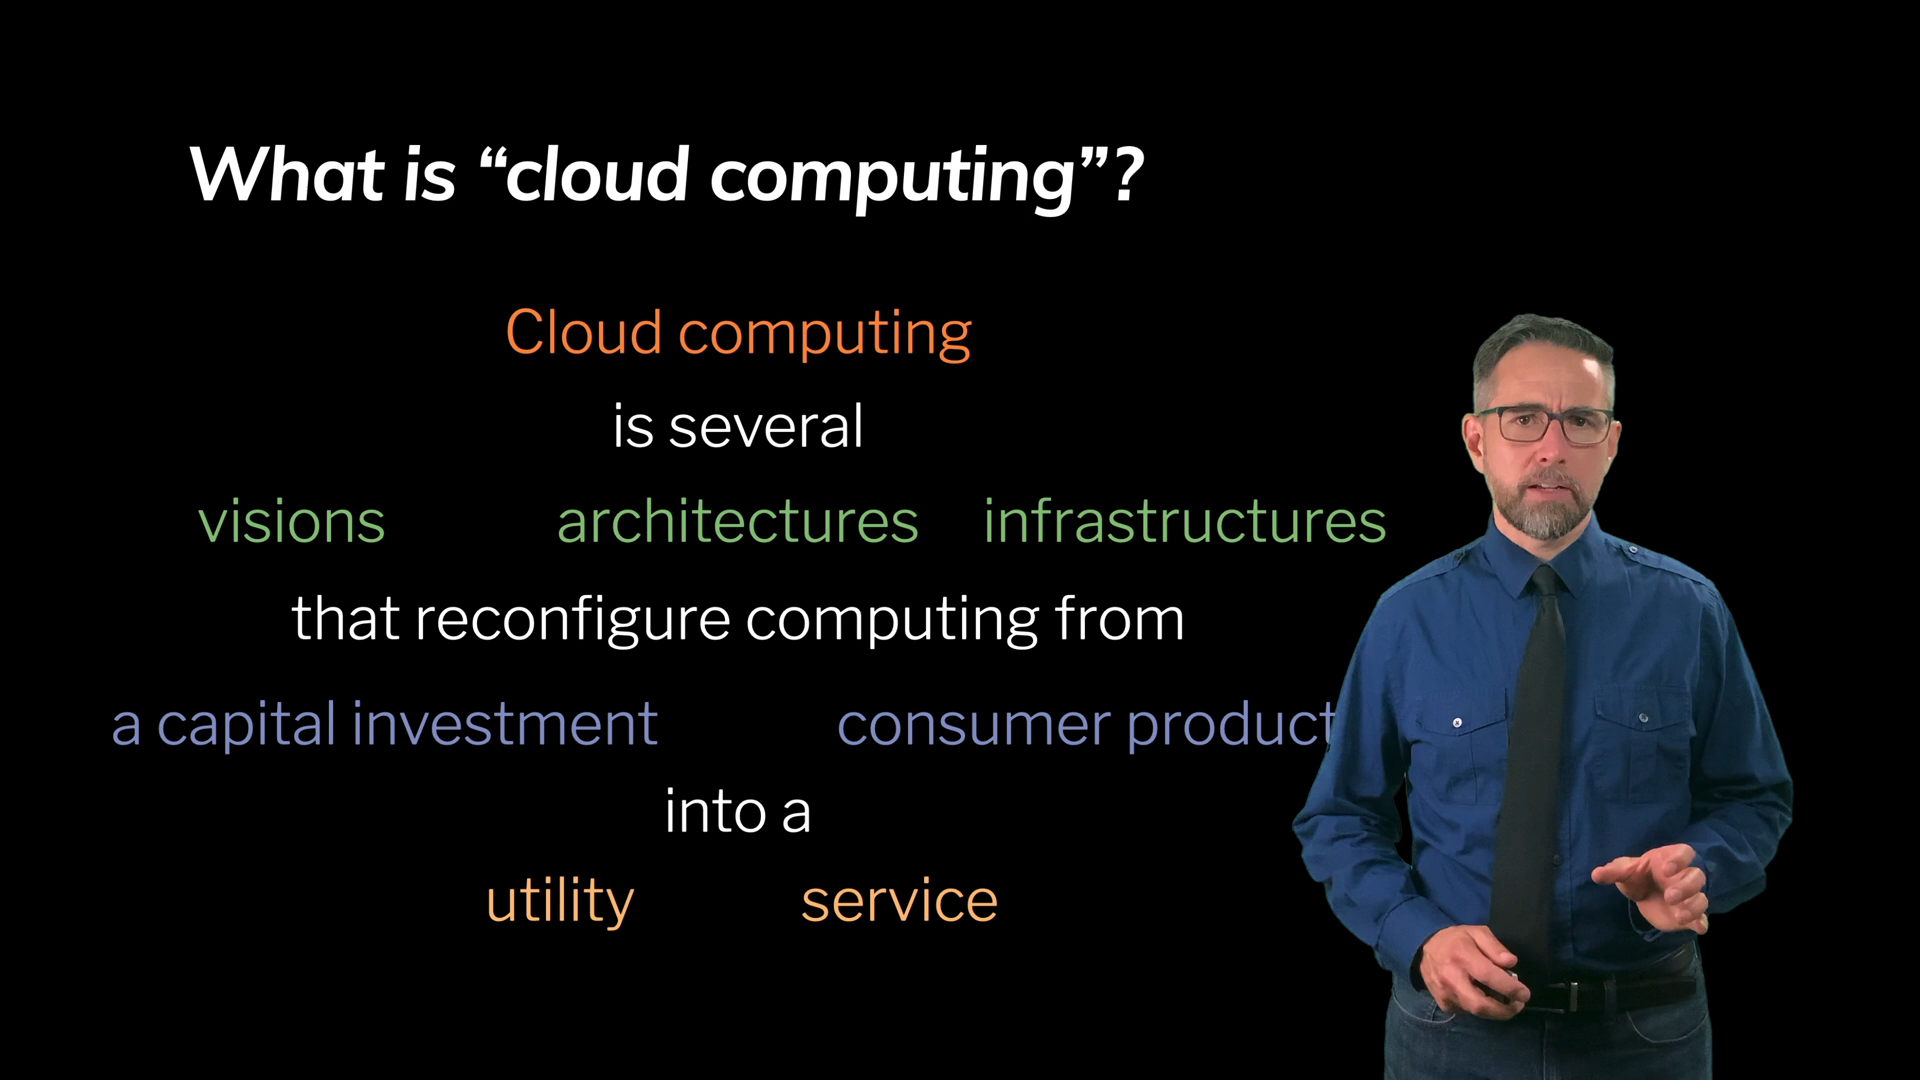 What is “cloud computing”?
Cloud computing
is several
visions architectures infrastructures
that reconfigure computing from
a capital investment consumer product
into a
utility service